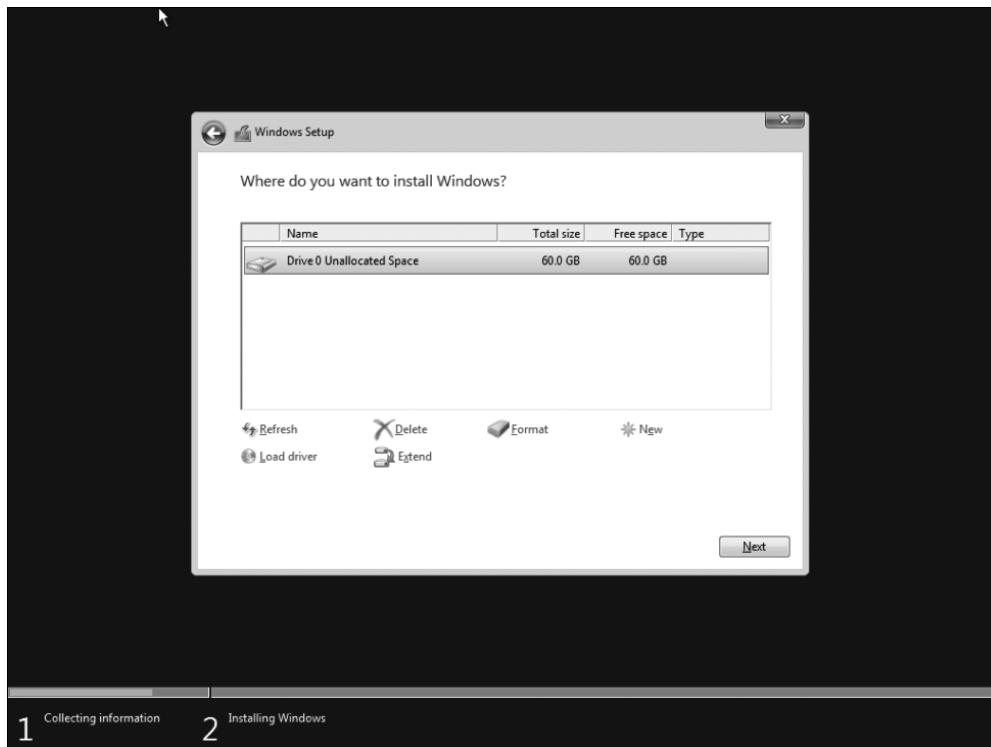 Windows Setup
Where do you want to install Windows?
Name Total size Free space Type
Drive 0 Unallocated Space 60.0 GB 60.0 GB
Refresh Delete Format New
Load driver Extend
Next
1 Collecting information 2 Installing Windows